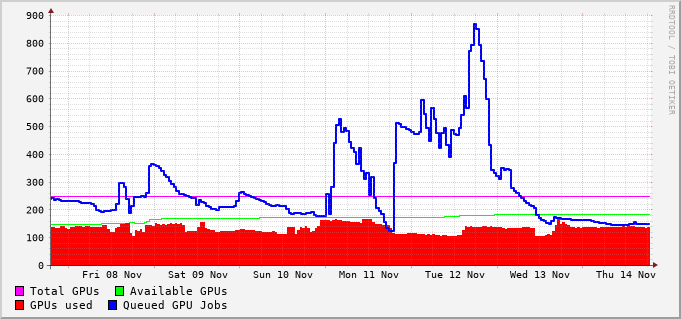 900
800
700
600
500
400
300
200
100
0
Fri 08 Nov Sat 09 Nov Sun 10 Nov Mon 11 Nov Tue 12 Nov Wed 13 Nov Thu 14 Nov
Total GPUs Available GPUs
GPUs used Queued GPU Jobs
RRDTOOL / TOBI OETIKER